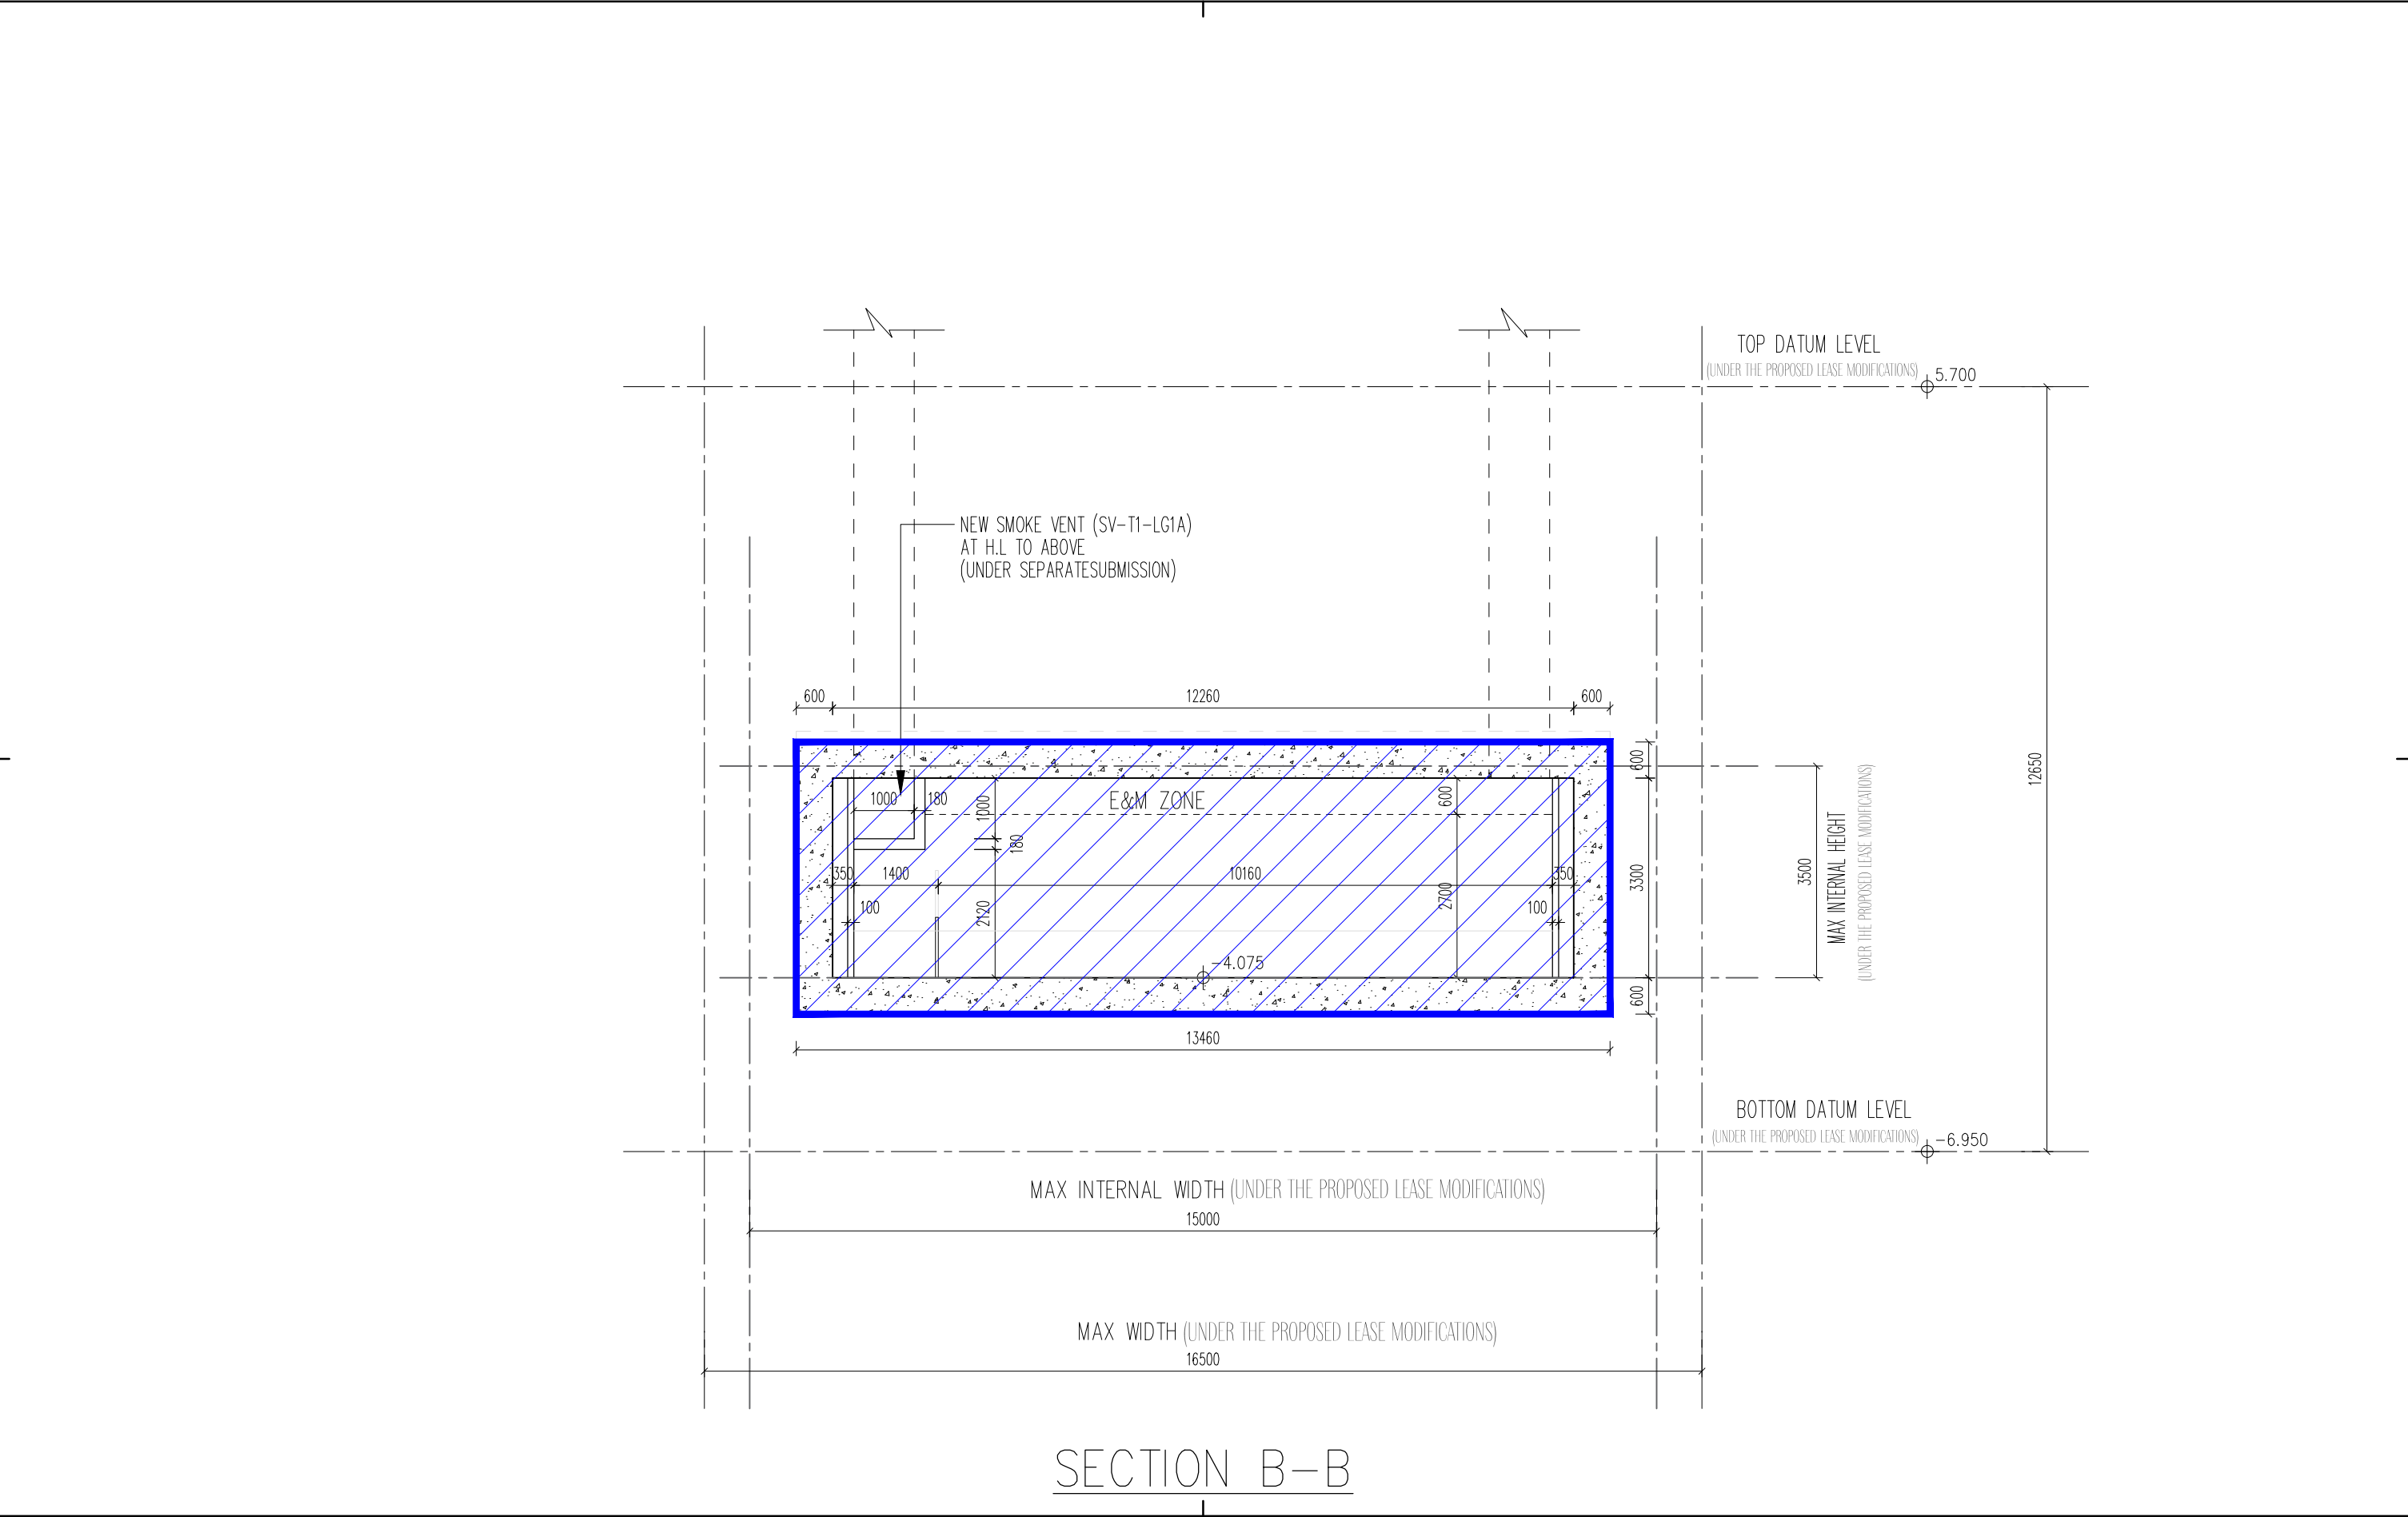 TOP DATUM LEVEL
(UNDER THE PROPOSED LEASE MODIFICATIONS)
5.700
NEW SMOKE VENT (SV-T1-LG1A)
AT H.L TO ABOVE
(UNDER SEPARATESUBMISSION)
600
12260
600
12650
600
1000
180
1000
E&M ZONE
600
180
350
1400
10160
350
3300
3500
MAX INTERNAL HEIGHT
(UNDER THE PROPOSED LEASE MODIFICATIONS)
100
2120
2700
100
-4.075
600
13460
BOTTOM DATUM LEVEL
(UNDER THE PROPOSED LEASE MODIFICATIONS)
-6.950
MAX INTERNAL WIDTH (UNDER THE PROPOSED LEASE MODIFICATIONS)
15000
MAX WIDTH (UNDER THE PROPOSED LEASE MODIFICATIONS)
16500
SECTION B-B